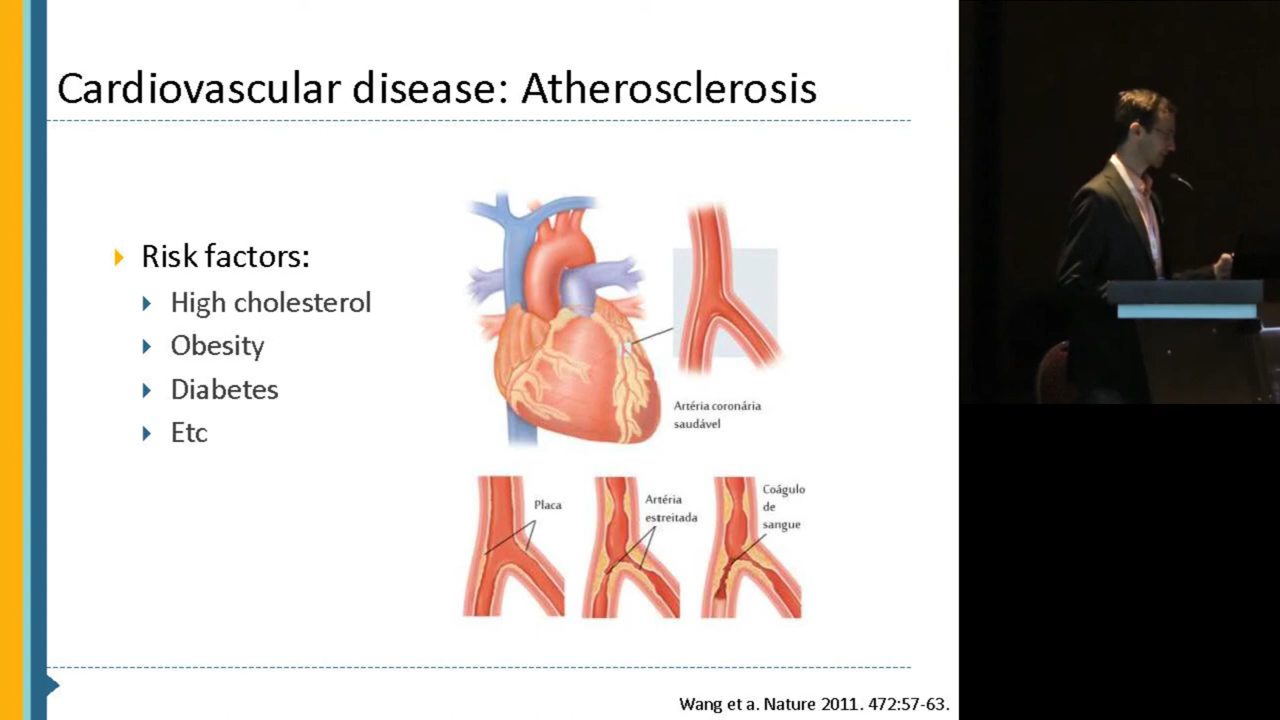 Cardiovascular disease: Atherosclerosis
Risk factors:
High cholesterol
Obesity
Diabetes
Etc
Artéria coronária
saudável
Placa
Artéria
estreitada
Coágulo
de
sangue
Wang et a. Nature 2011. 472:57-63.